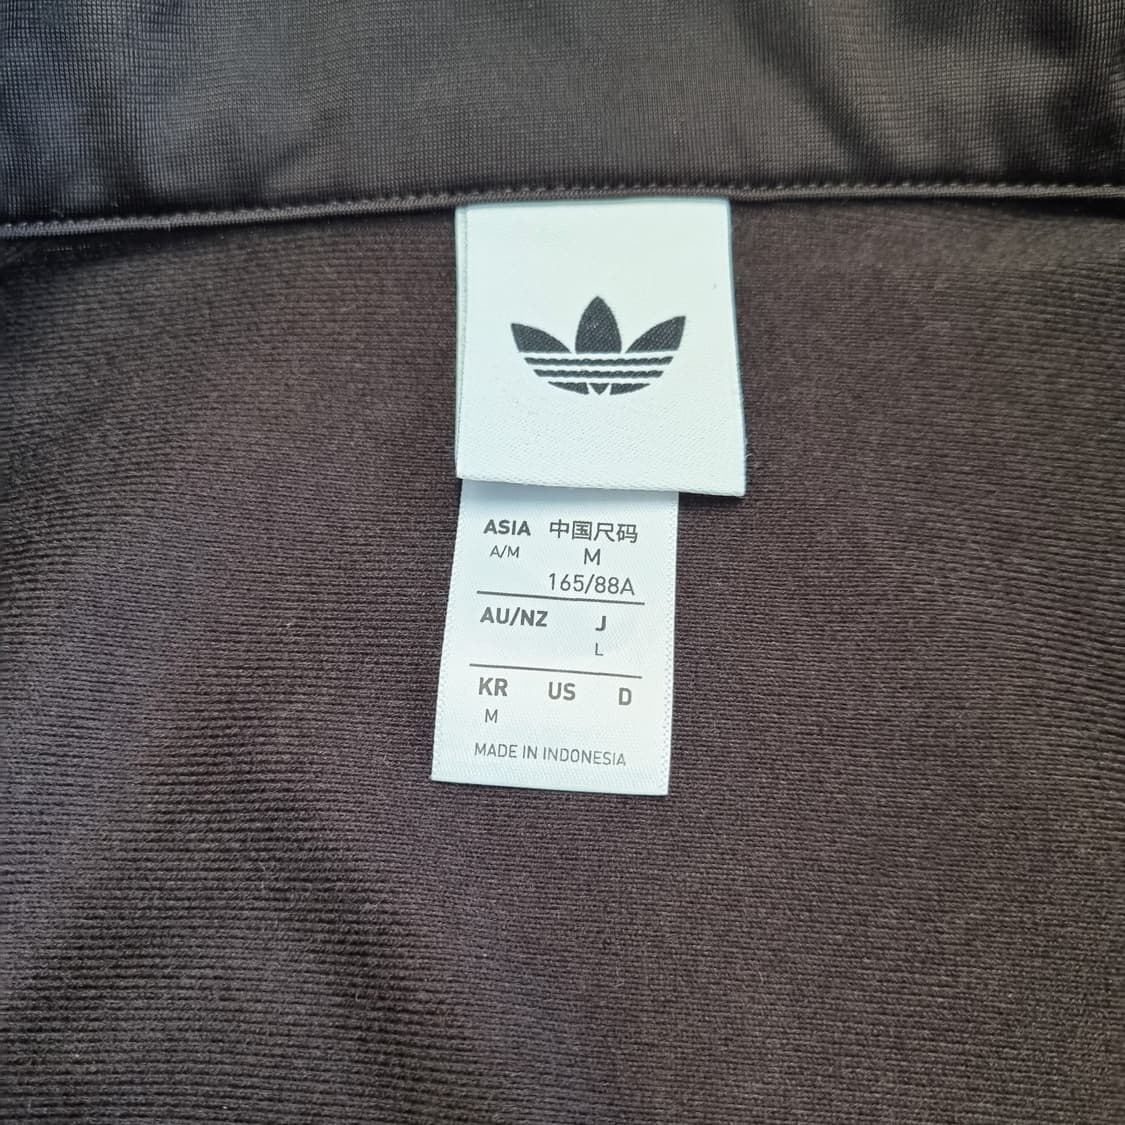 ASIA 中国尺码
A/M M
165/88A
AU/NZ J
L
KR US D
M
MADE IN INDONESIA